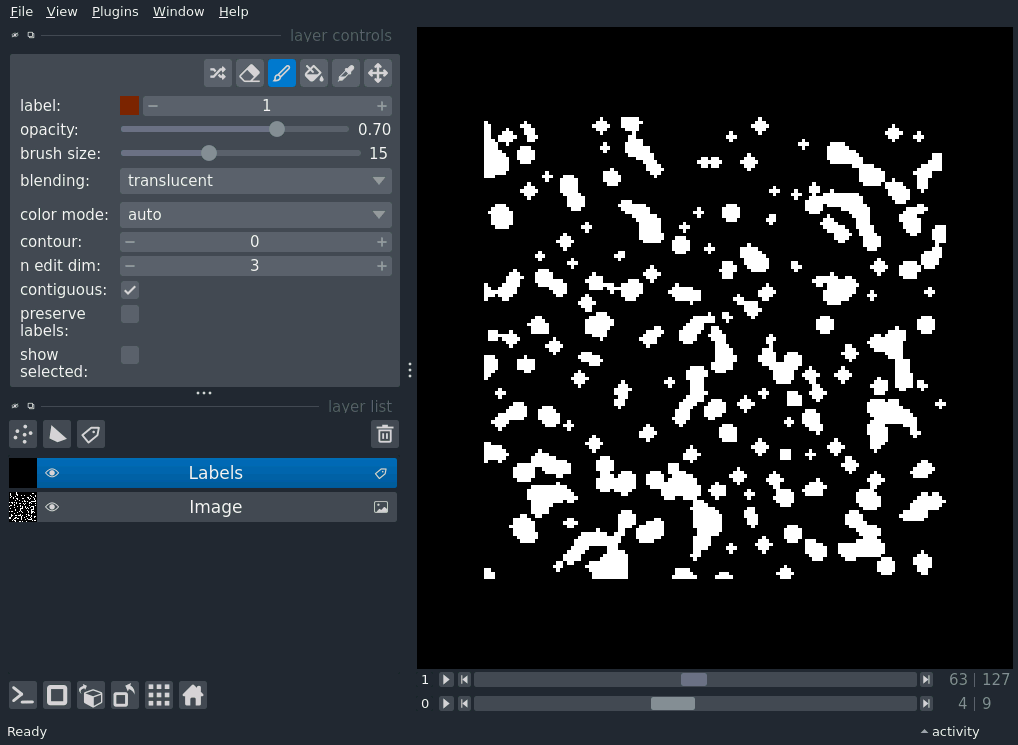 File View Plugins Window Help
layer controls
label: 1
opacity: 0.70
brush size: 15
blending: translucent
color mode: auto
contour: 0
n edit dim: 3
contiguous:
preserve
labels:
show
selected:
layer list
Labels
Image
1 63 | 127
0 4 | 9
Ready activity